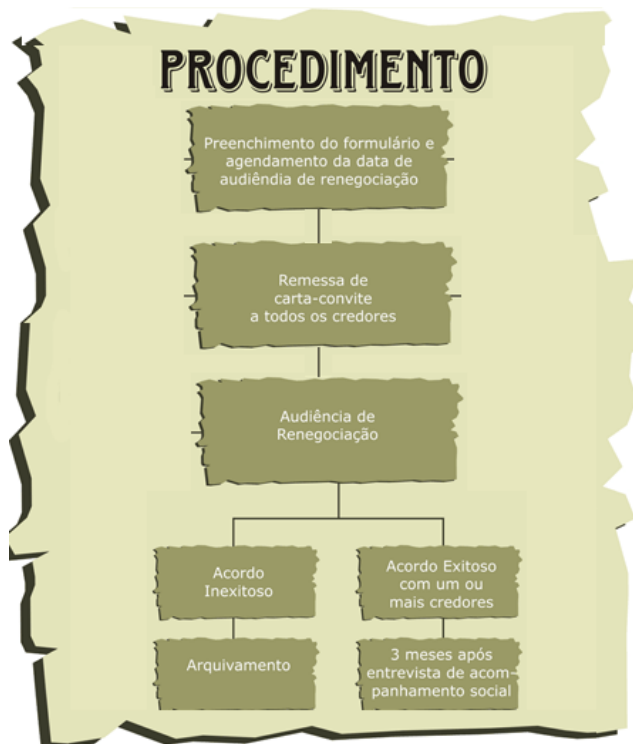 PROCEDIMENTO
Preenchimento do formulário e
agendamento da data de
audiêndia de renegociação
Remessa de
carta-convite
a todos os credores
Audiência de
Renegociação
Acordo
Inexitoso
Acordo Exitoso
com um ou
mais credores
Arquivamento
3 meses após
entrevista de acom-
panhamento social